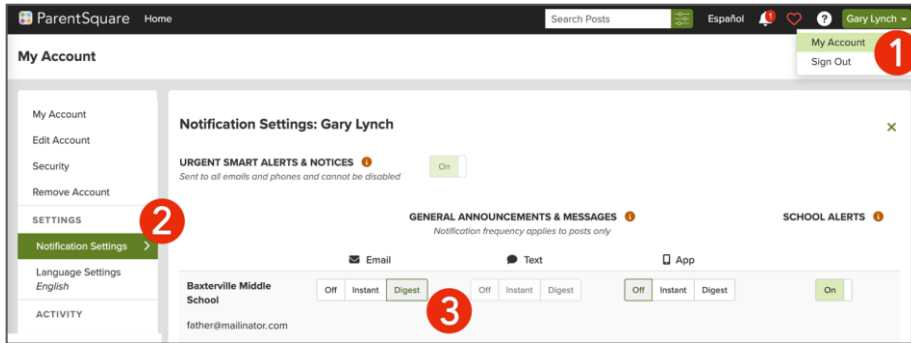 ParentSquare Home Search Posts Español ? Gary Lynch
My Account
My Account
Sign Out
1
My Account
Edit Account
Security
Remove Account
SETTINGS
2
Notification Settings
Language Settings
English
ACTIVITY
Notification Settings: Gary Lynch
URGENT SMART ALERTS & NOTICES On
Sent to all emails and phones and cannot be disabled
GENERAL ANNOUNCEMENTS & MESSAGES SCHOOL ALERTS
Notification frequency applies to posts only
Email Text App
Baxterville Middle School Off Instant Digest Off Instant Digest Off Instant Digest On
3
father@mailinator.com